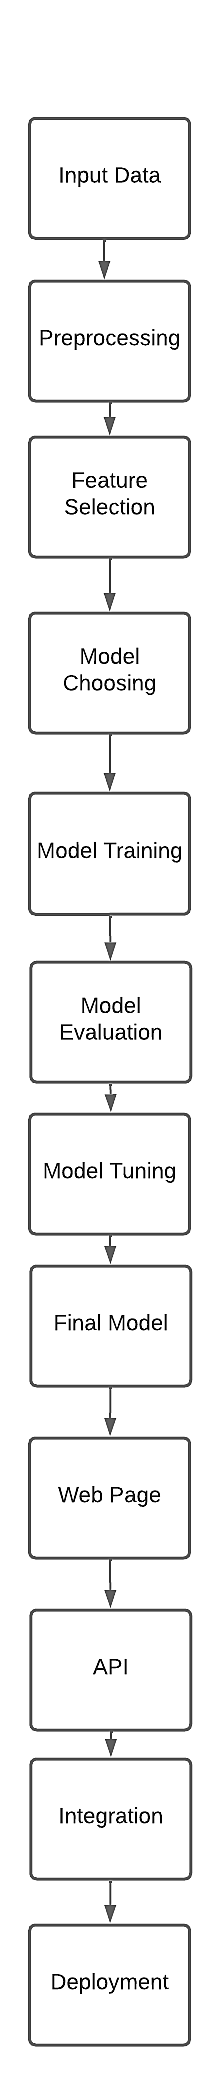 Input Data
Preprocessing
Feature
Selection
Model
Choosing
Model Training
Model
Evaluation
Model Tuning
Final Model
Web Page
API
Integration
Deployment